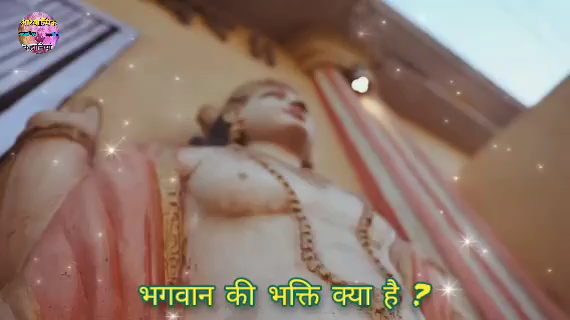 भगवान की भक्ति क्या है ?